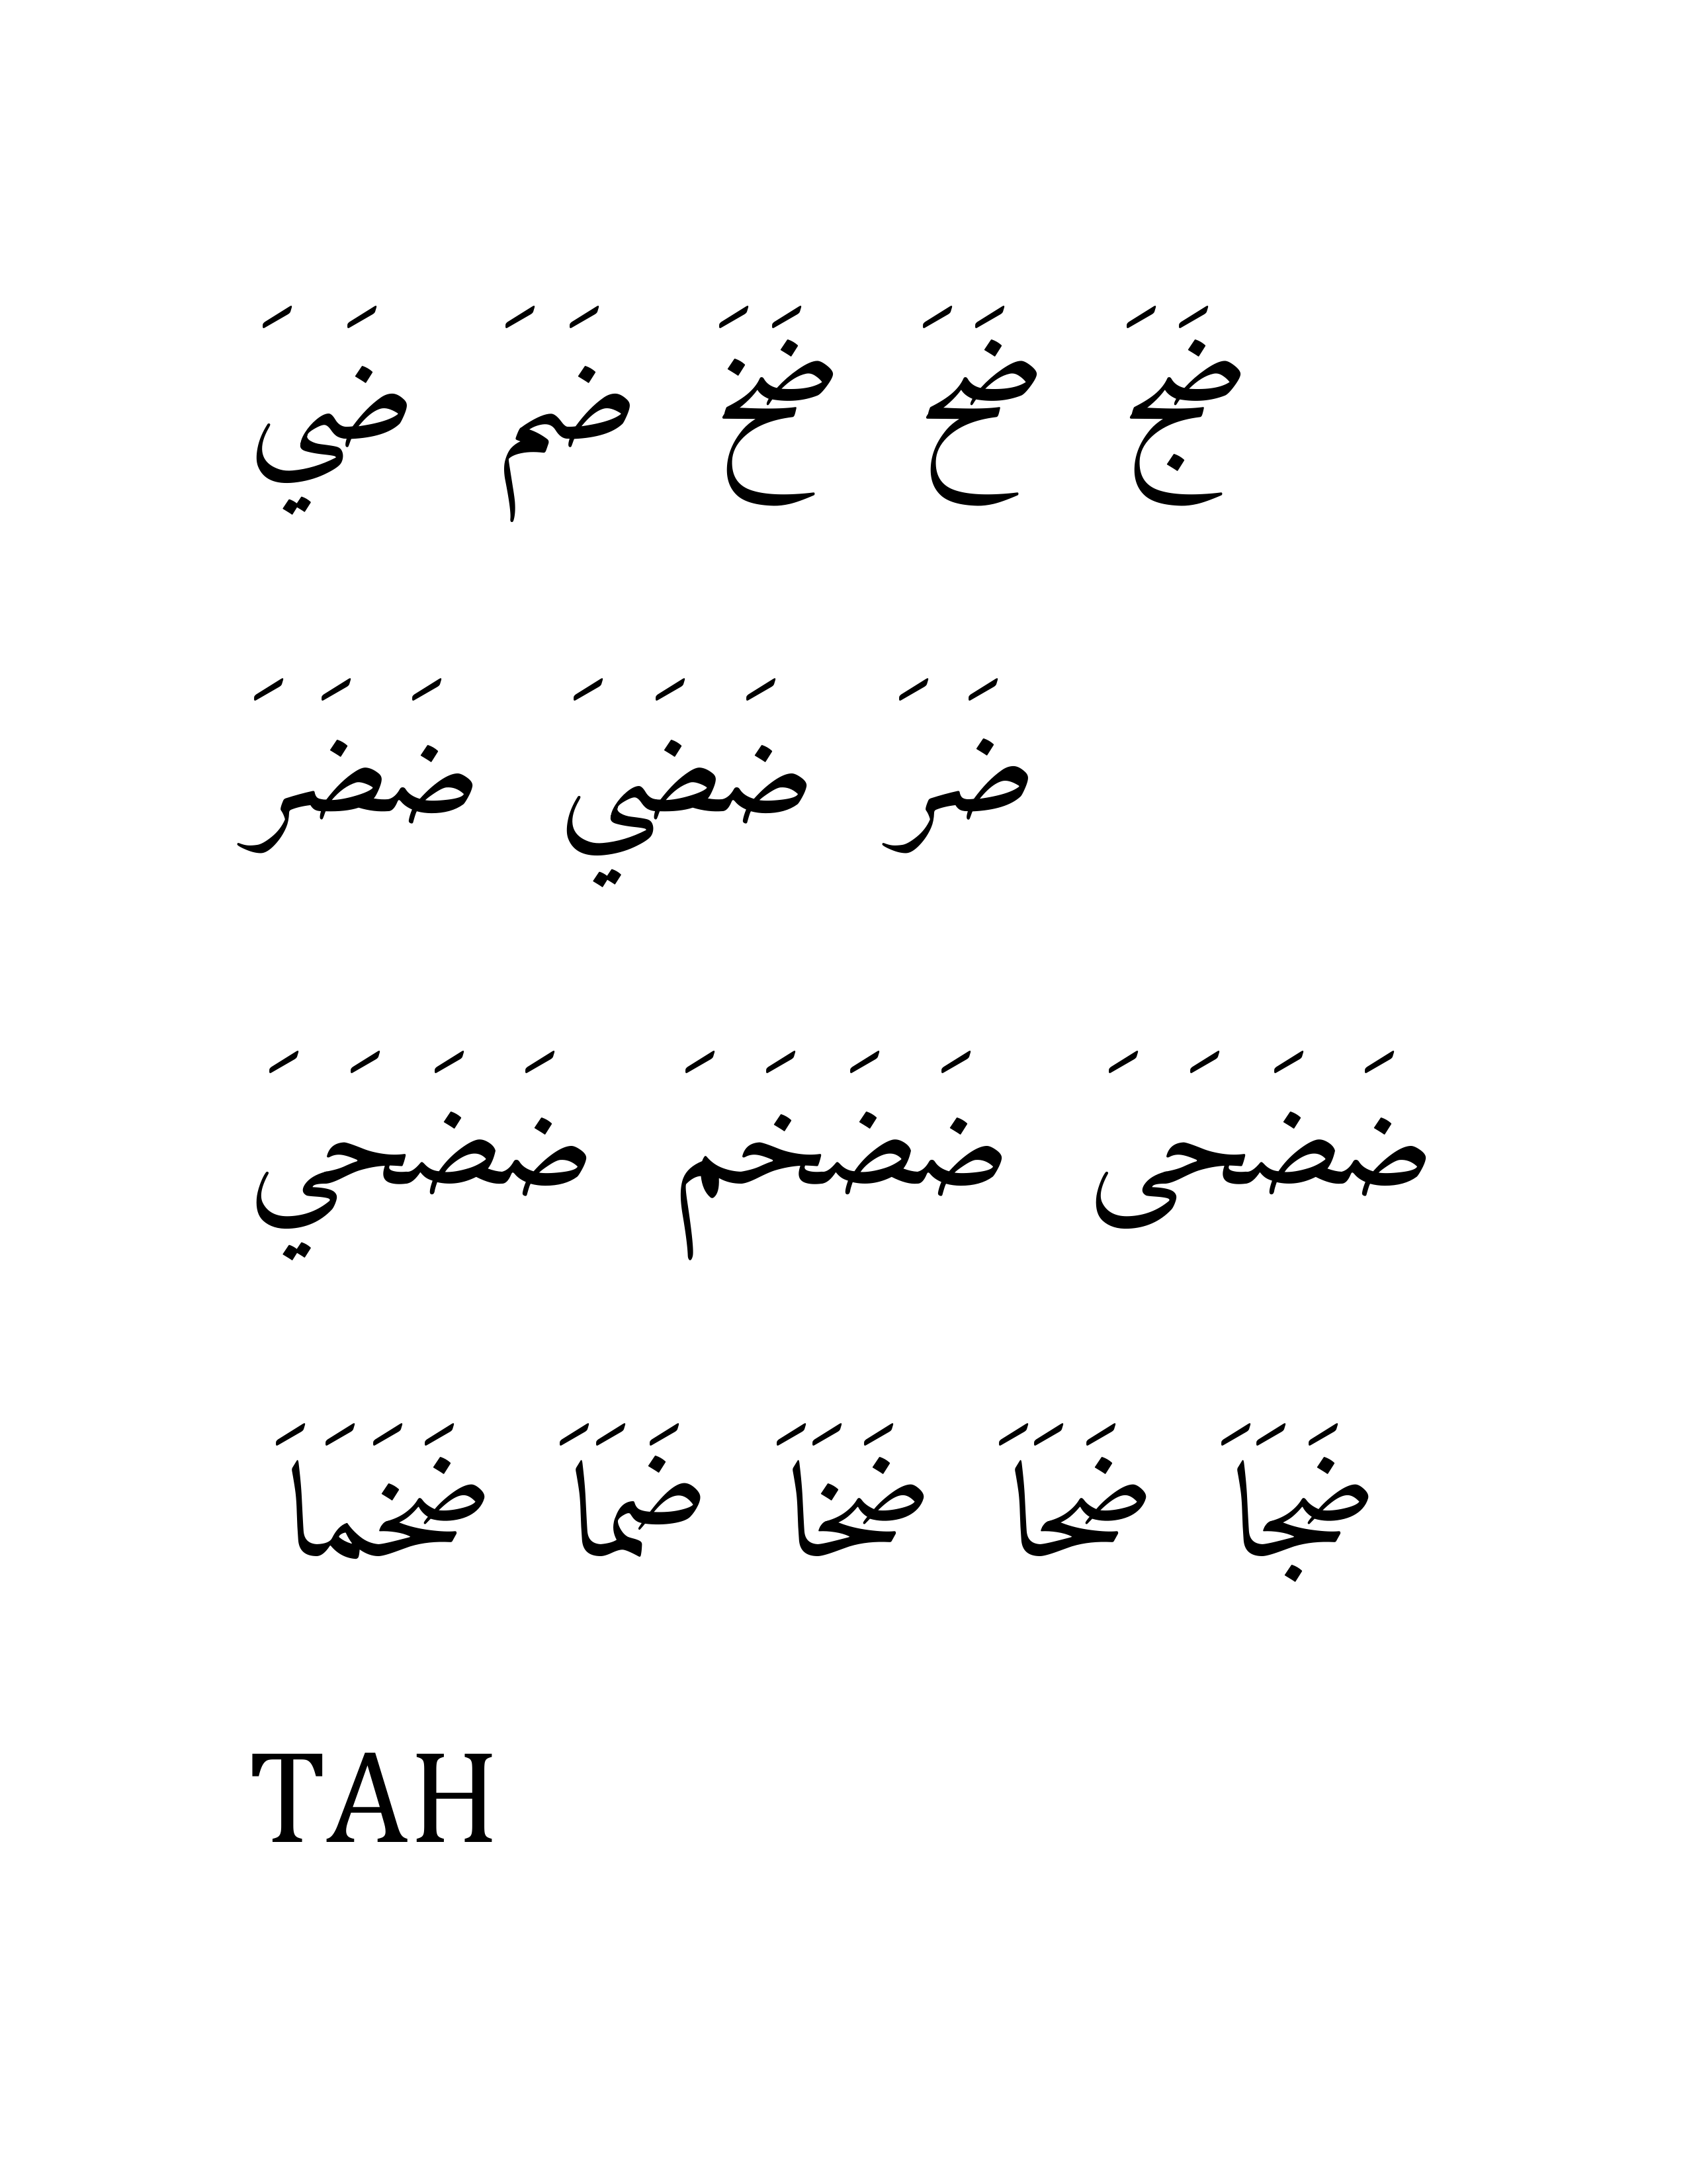 ضَجَ ضَحَ ضَخَ ضَمَ ضَيَ
ضَرَ ضَضَيَ ضَضَرَ
ضَضَحَىَ ضَضَخَمَ ضَضَحَيَ
ضَجَاَ ضَحَاَ ضَخَاَ ضَمَاَ ضَخَمَاَ
TAH